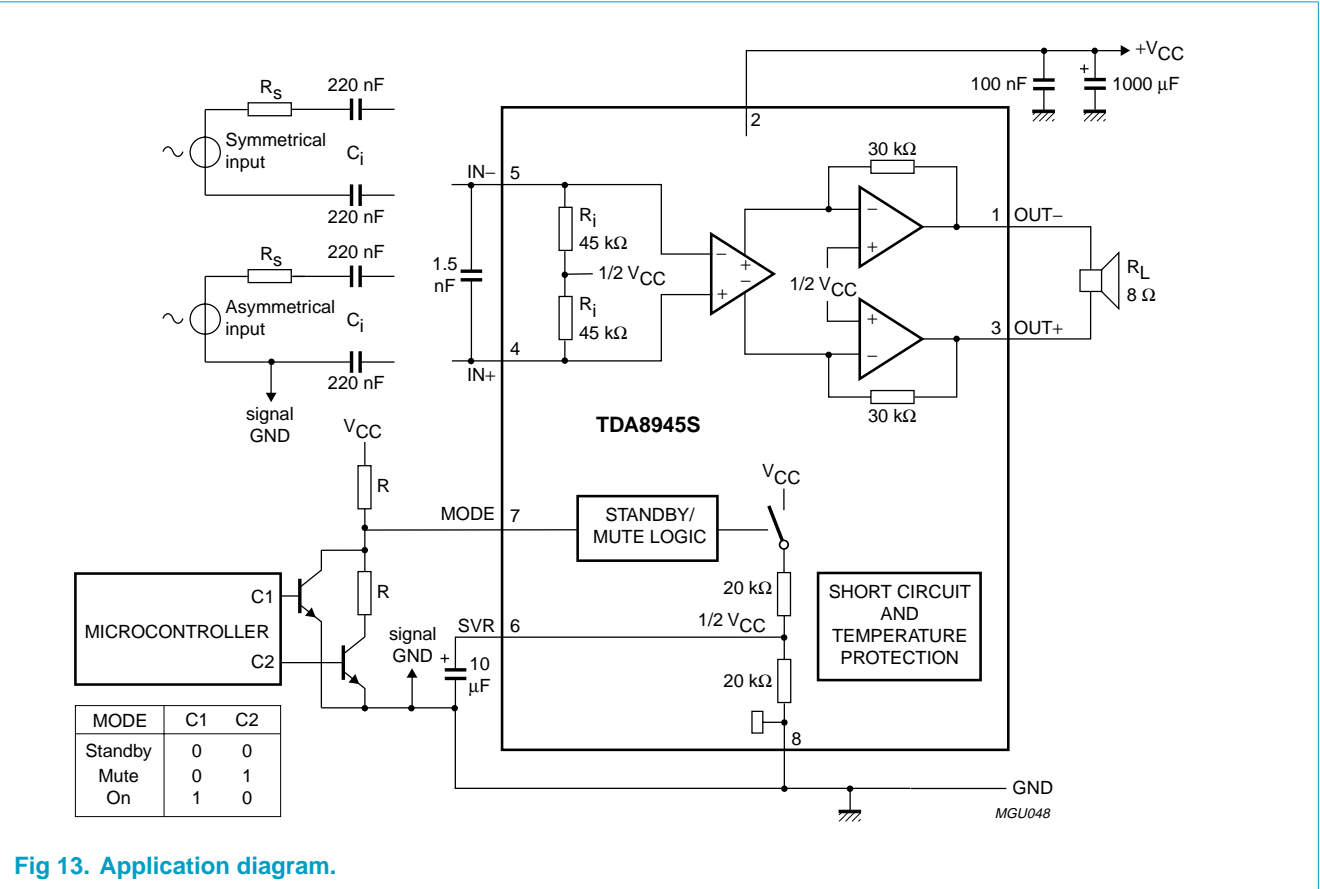 +VCC
100 nF
+
1000 µF
2
RS
220 nF
Symmetrical
input
Ci
220 nF
IN−
5
Ri
45 kΩ
1/2 VCC
Ri
45 kΩ
1.5
nF
4
IN+
−
+
+
−
30 kΩ
−
+
1/2 VCC
+
−
30 kΩ
1
OUT−
RL
8 Ω
3
OUT+
RS
220 nF
Asymmetrical
input
Ci
220 nF
signal
GND
TDA8945S
VCC
R
MODE
7
STANDBY/
MUTE LOGIC
VCC
R
MICROCONTROLLER
C1
C2
signal
GND
SVR
6
+
10
µF
20 kΩ
1/2 VCC
20 kΩ
SHORT CIRCUIT
AND
TEMPERATURE
PROTECTION
8
GND
MODE C1 C2
Standby 0 0
Mute 0 1
On 1 0
MGU048
Fig 13. Application diagram.